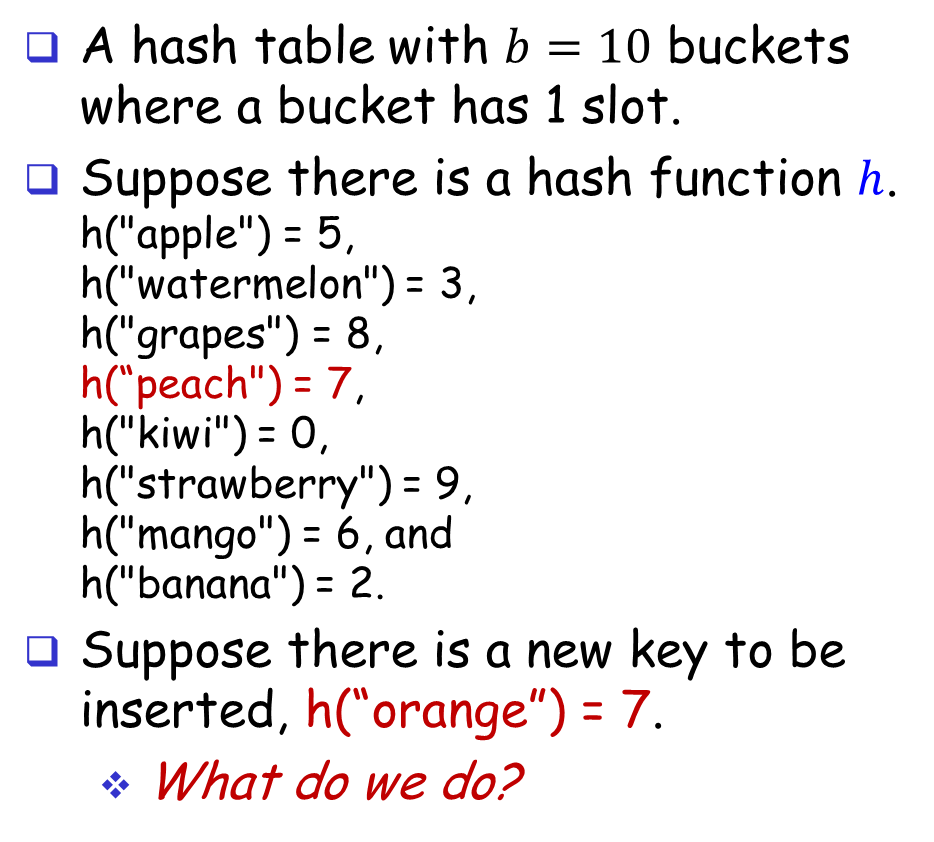 A hash table with b = 10 buckets
where a bucket has 1 slot.
Suppose there is a hash function h.
h("apple") = 5,
h("watermelon") = 3,
h("grapes") = 8,
h(“peach") = 7,
h("kiwi") = 0,
h("strawberry") = 9,
h("mango") = 6, and
h("banana") = 2.
Suppose there is a new key to be
inserted, h(“orange”) = 7.
What do we do?